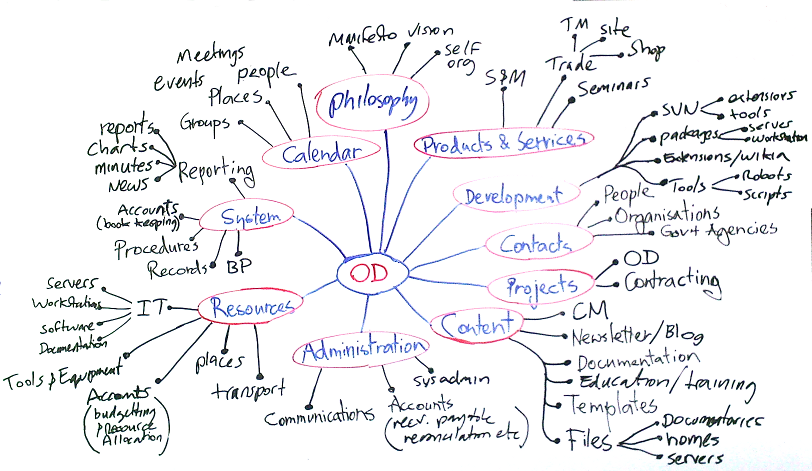 OD
Philosophy
Manifesto
vision
self
org
Products & Services
S&M
Trade
TM
site
Shop
Seminars
Development
SVN
extensions
tools
packages
server
workstation
Extensions/wikia
Tools
Robots
Scripts
Contacts
People
Organisations
Gov't Agencies
Projects
OD
Contracting
Content
CM
Newsletter/Blog
Documentation
Education/training
Templates
Files
Documentaries
homes
servers
Administration
sysadmin
Accounts
(recv. payable
reconculation etc)
Communications
Resources
IT
Servers
Workstations
software
Documentation
Tools & Equipment
Accounts
(budgetting
& resource
Allocation)
places
transport
System
Reporting
reports
Charts
minutes
News
Accounts
(book keeping)
Procedures
Records
BP
Calendar
Meetings
events
people
Places
Groups